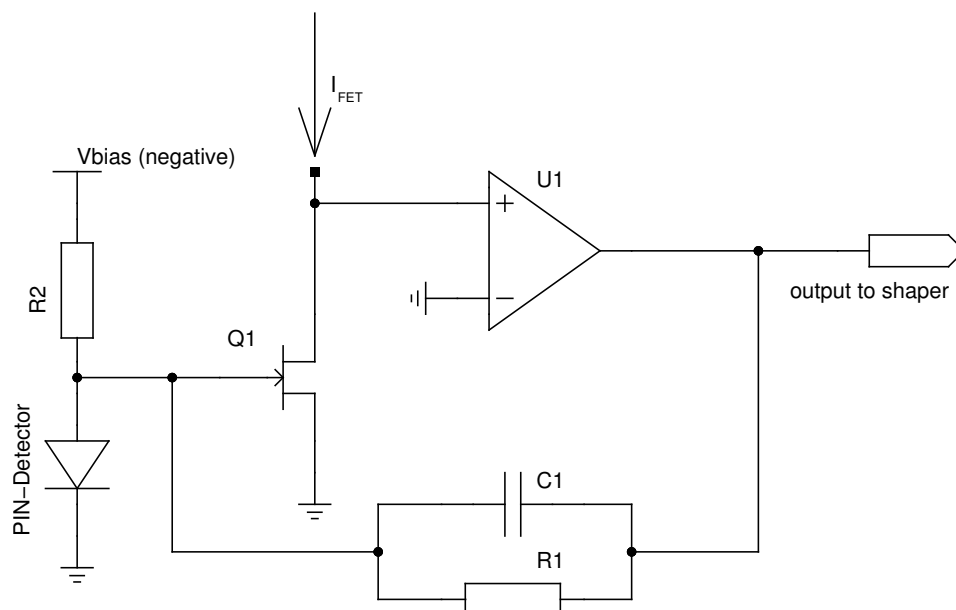 I_FET
Vbias (negative)
U1
+
−
output to shaper
R2
Q1
PIN−Detector
C1
R1